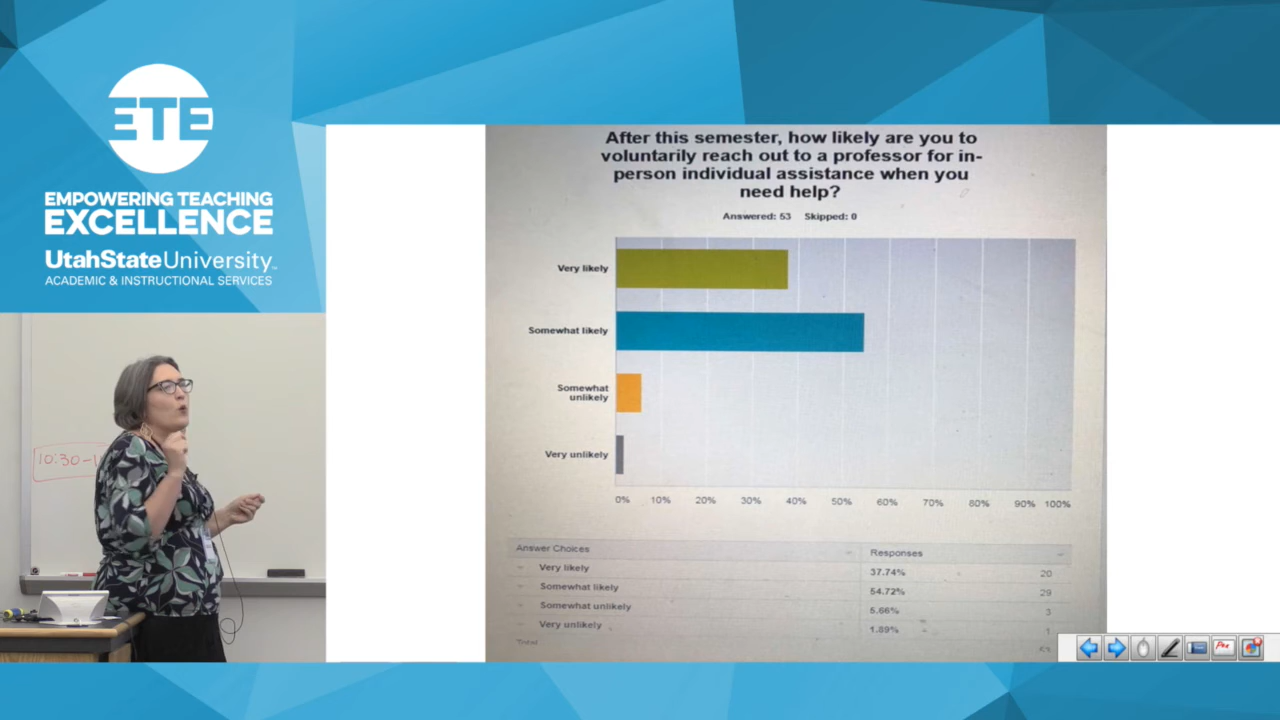 ETE
EMPOWERING TEACHING
EXCELLENCE
UtahStateUniversity™
ACADEMIC & INSTRUCTIONAL SERVICES
10:30-1
After this semester, how likely are you to
voluntarily reach out to a professor for in-
person individual assistance when you
need help?
Answered: 53 Skipped: 0
Very likely
Somewhat likely
Somewhat
unlikely
Very unlikely
0% 10% 20% 30% 40% 50% 60% 70% 80% 90% 100%
Answer Choices Responses
Very likely 37.74% 20
Somewhat likely 54.72% 29
Somewhat unlikely 5.66% 3
Very unlikely 1.89% 1
Total 53